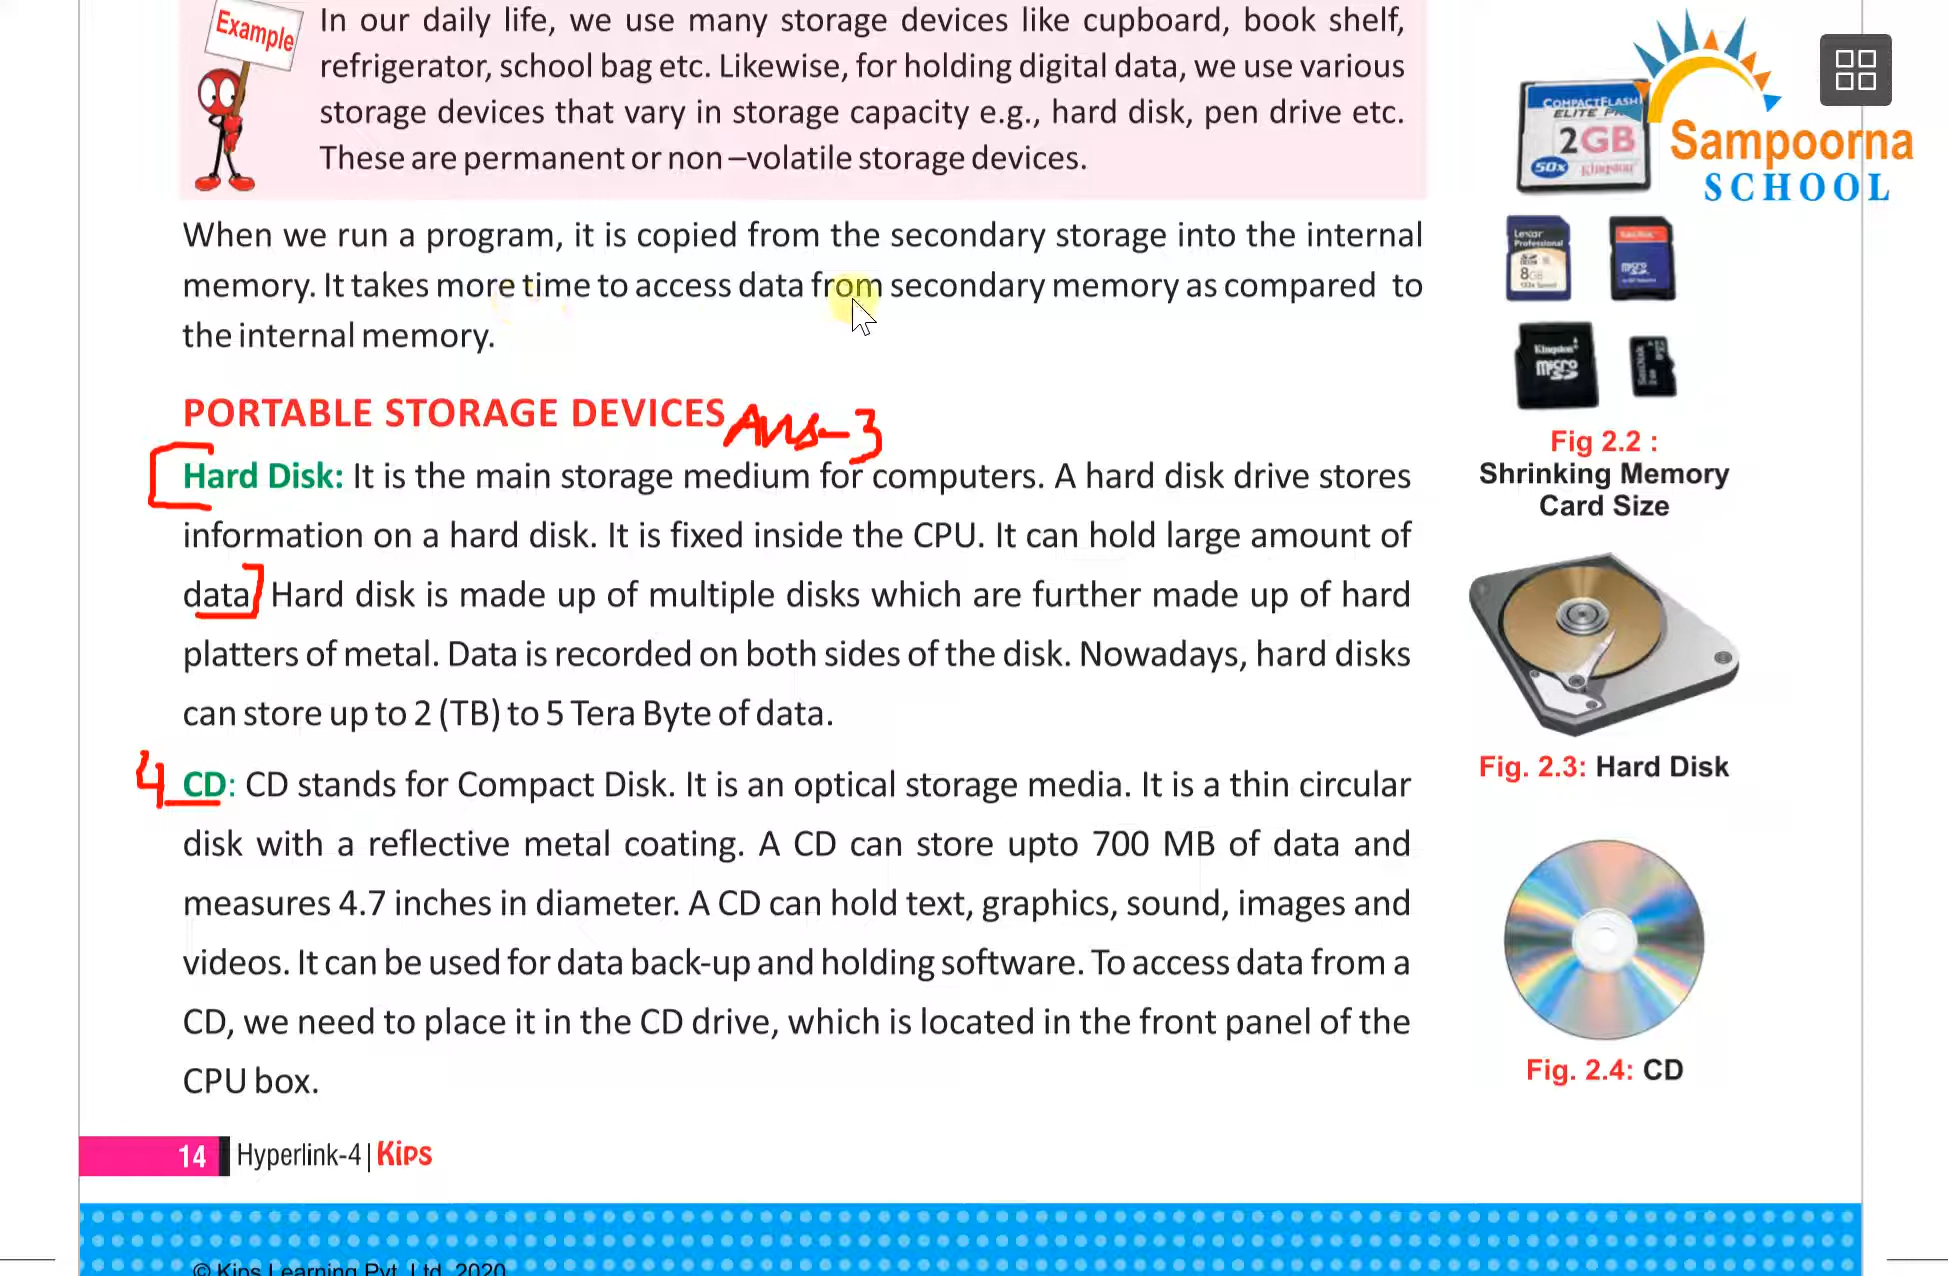 Example
In our daily life, we use many storage devices like cupboard, book shelf,
refrigerator, school bag etc. Likewise, for holding digital data, we use various
storage devices that vary in storage capacity e.g., hard disk, pen drive etc.
These are permanent or non –volatile storage devices.
When we run a program, it is copied from the secondary storage into the internal
memory. It takes more time to access data from secondary memory as compared to
the internal memory.
PORTABLE STORAGE DEVICES
Ans-3
Hard Disk: It is the main storage medium for computers. A hard disk drive stores
information on a hard disk. It is fixed inside the CPU. It can hold large amount of
data Hard disk is made up of multiple disks which are further made up of hard
platters of metal. Data is recorded on both sides of the disk. Nowadays, hard disks
can store up to 2 (TB) to 5 Tera Byte of data.
4 CD: CD stands for Compact Disk. It is an optical storage media. It is a thin circular
disk with a reflective metal coating. A CD can store upto 700 MB of data and
measures 4.7 inches in diameter. A CD can hold text, graphics, sound, images and
videos. It can be used for data back-up and holding software. To access data from a
CD, we need to place it in the CD drive, which is located in the front panel of the
CPU box.
COMPACTFLASH
ELITE
2GB
50x Kingston
Sampoorna
SCHOOL
Lexar
Professional
8GB
SanDisk
micro
Kingston
micro
SanDisk
Fig 2.2 :
Shrinking Memory
Card Size
Fig. 2.3: Hard Disk
Fig. 2.4: CD
14 Hyperlink-4 | Kips
© Kips Learning Pvt. Ltd. 2020